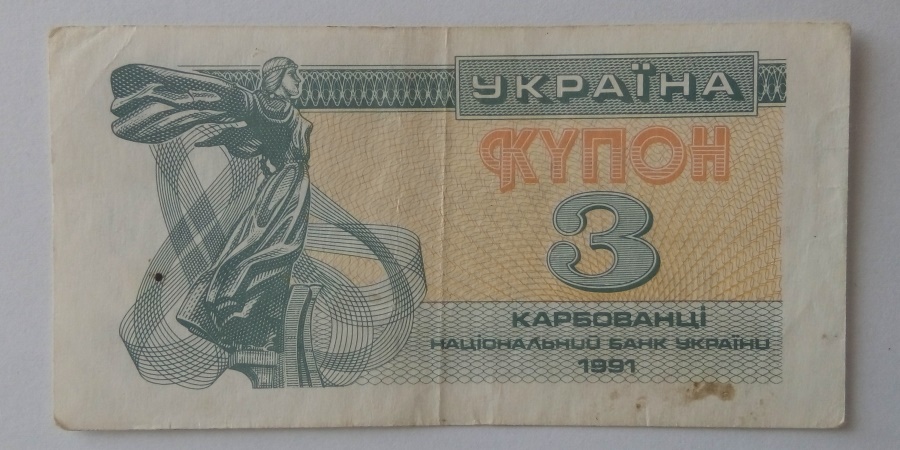 УКРАЇНА
КУПОН
3
КАРБОВАНЦІ
НАЦІОНАЛЬНИЙ БАНК УКРАЇНИ
1991